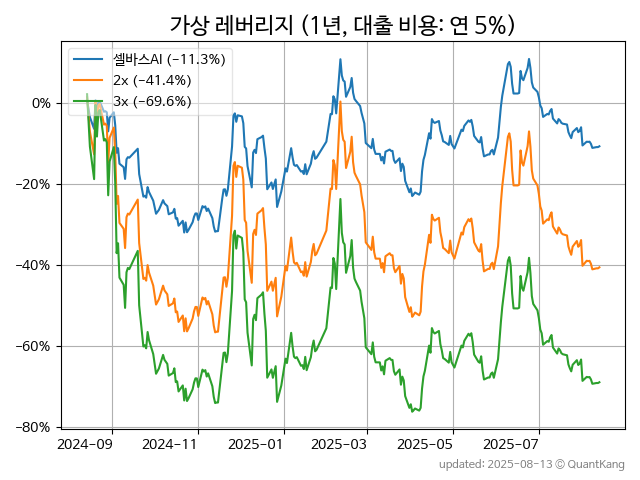 가상 레버리지 (1년, 대출 비용: 연 5%)
셀바스AI (-11.3%)
2x (-41.4%)
3x (-69.6%)
0%
−20%
−40%
−60%
−80%
2024-09 2024-11 2025-01 2025-03 2025-05 2025-07
updated: 2025-08-13 © QuantKang